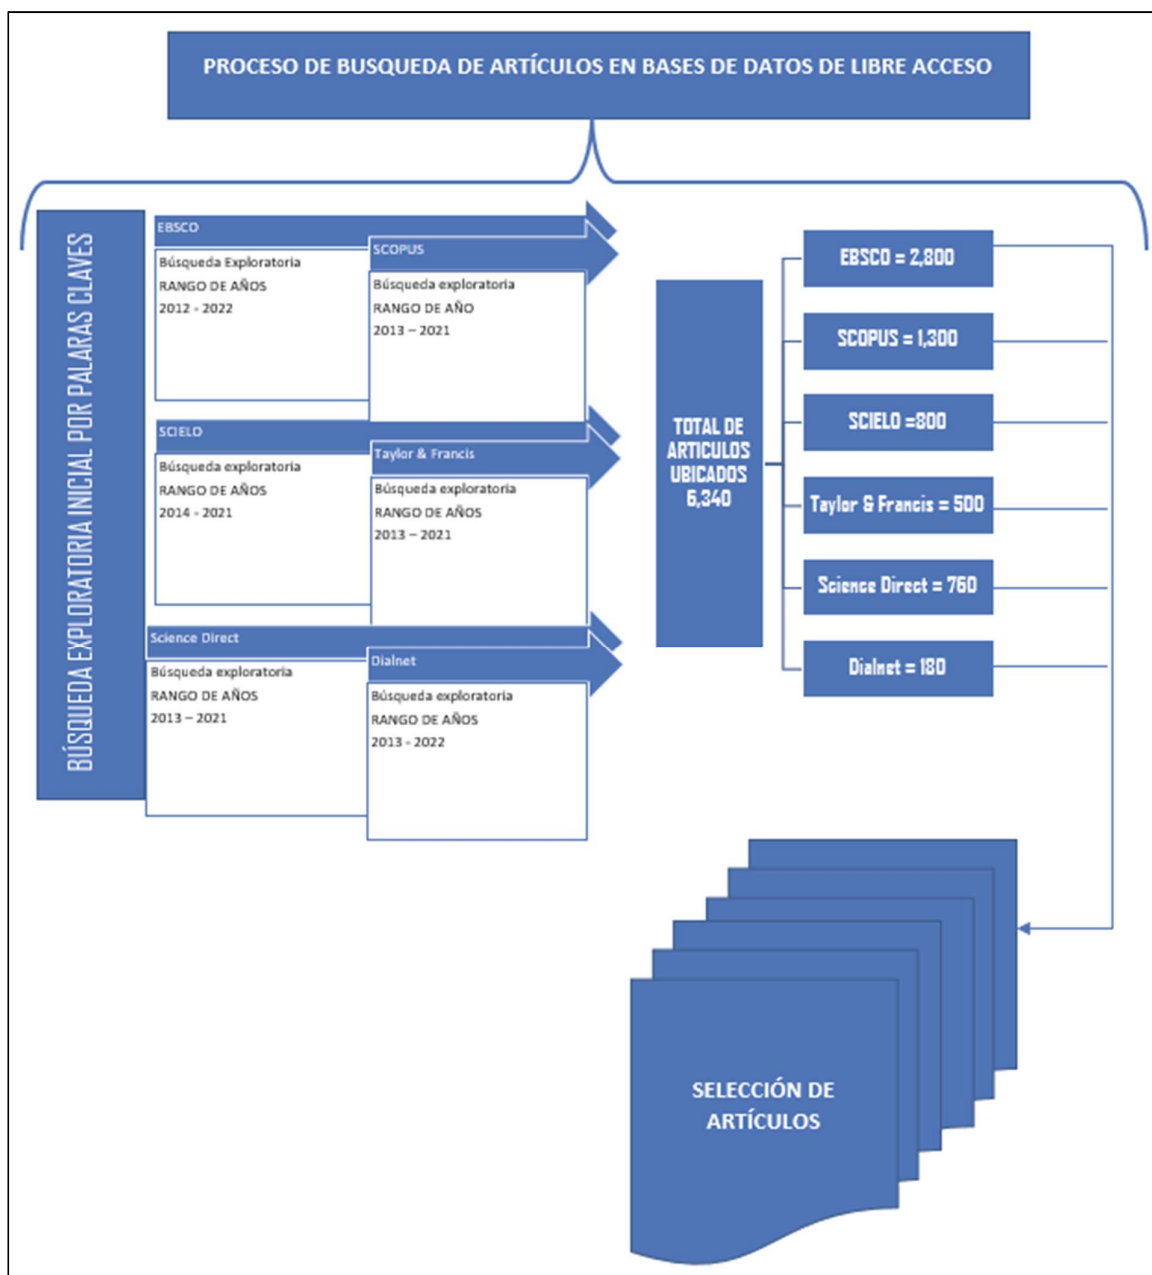 PROCESO DE BUSQUEDA DE ARTÍCULOS EN BASES DE DATOS DE LIBRE ACCESO
BÚSQUEDA EXPLORATORIA INICIAL POR PALARAS CLAVES
EBSCO
Búsqueda Exploratoria
RANGO DE AÑOS
2012 - 2022
SCOPUS
Búsqueda exploratoria
RANGO DE AÑO
2013 – 2021
SCIELO
Búsqueda exploratoria
RANGO DE AÑOS
2014 - 2021
Taylor & Francis
Búsqueda exploratoria
RANGO DE AÑOS
2013 – 2021
Science Direct
Búsqueda exploratoria
RANGO DE AÑOS
2013 – 2021
Dialnet
Búsqueda exploratoria
RANGO DE AÑOS
2013 - 2022
TOTAL DE
ARTICULOS
UBICADOS
6,340
EBSCO = 2,800
SCOPUS = 1,300
SCIELO =800
Taylor & Francis = 500
Science Direct = 760
Dialnet = 180
SELECCIÓN DE
ARTÍCULOS